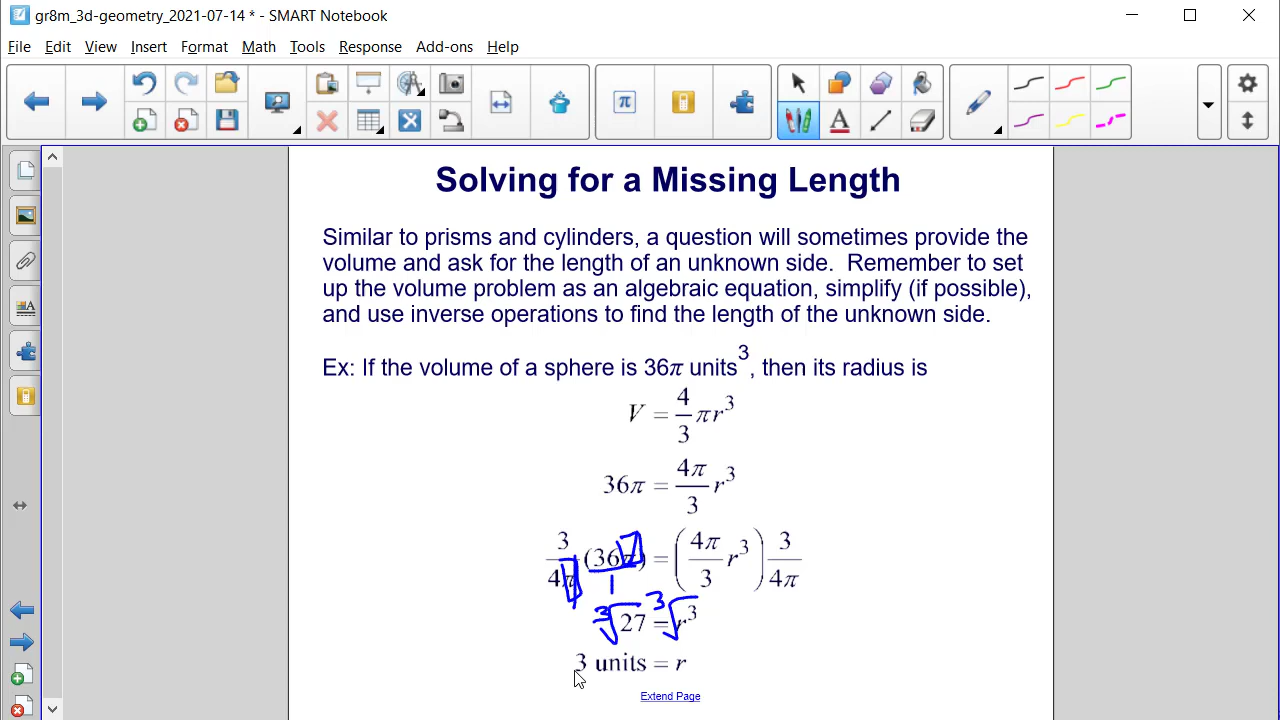 gr8m_3d-geometry_2021-07-14 * - SMART Notebook
File Edit View Insert Format Math Tools Response Add-ons Help
Solving for a Missing Length
Similar to prisms and cylinders, a question will sometimes provide the
volume and ask for the length of an unknown side. Remember to set
up the volume problem as an algebraic equation, simplify (if possible),
and use inverse operations to find the length of the unknown side.
Ex: If the volume of a sphere is 36π units³, then its radius is
V = 4/3 πr³
36π = 4π/3 r³
3/4π (36π)/1 = (4π/3 r³) 3/4π
∛27 = ∛r³
3 units = r
Extend Page